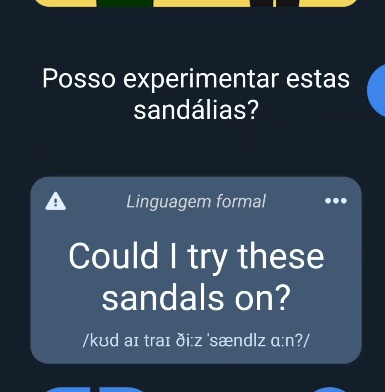 Posso experimentar estas
sandálias?
Linguagem formal
Could I try these
sandals on?
/kʊd aɪ traɪ ðiːz ˈsændlz ɑːn?/